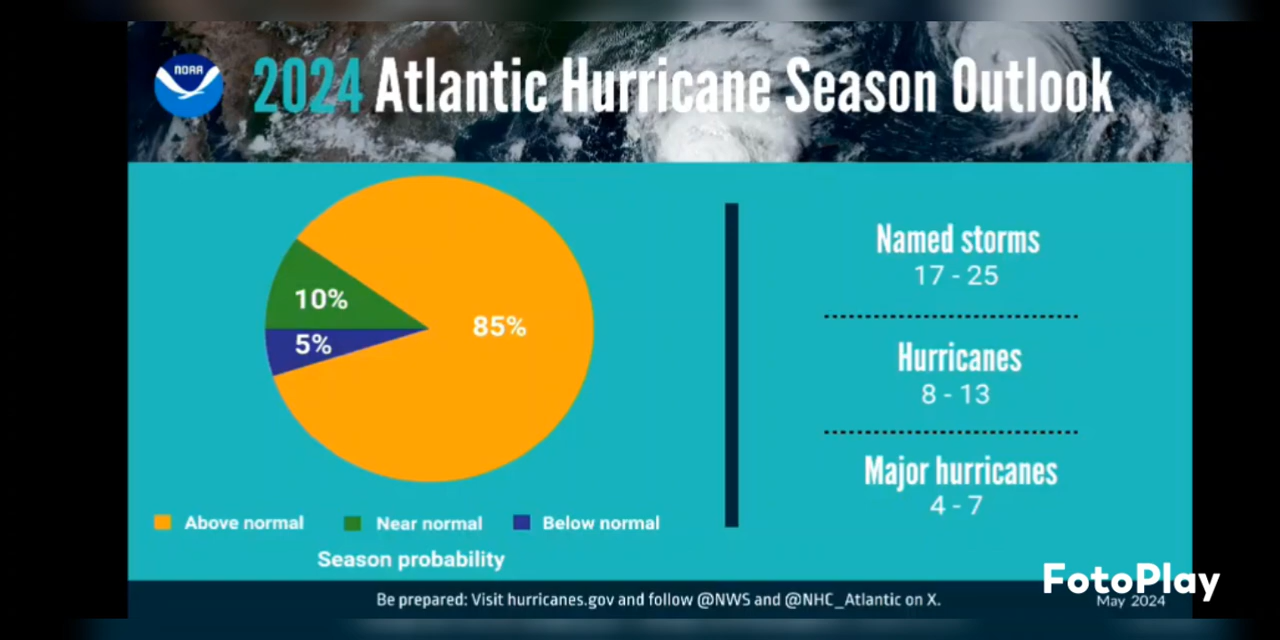 NOAA
2024 Atlantic Hurricane Season Outlook
10%
5%
85%
Above normal
Near normal
Below normal
Season probability
Named storms
17 - 25
Hurricanes
8 - 13
Major hurricanes
4 - 7
Be prepared: Visit hurricanes.gov and follow @NWS and @NHC_Atlantic on X.
May 2024
FotoPlay